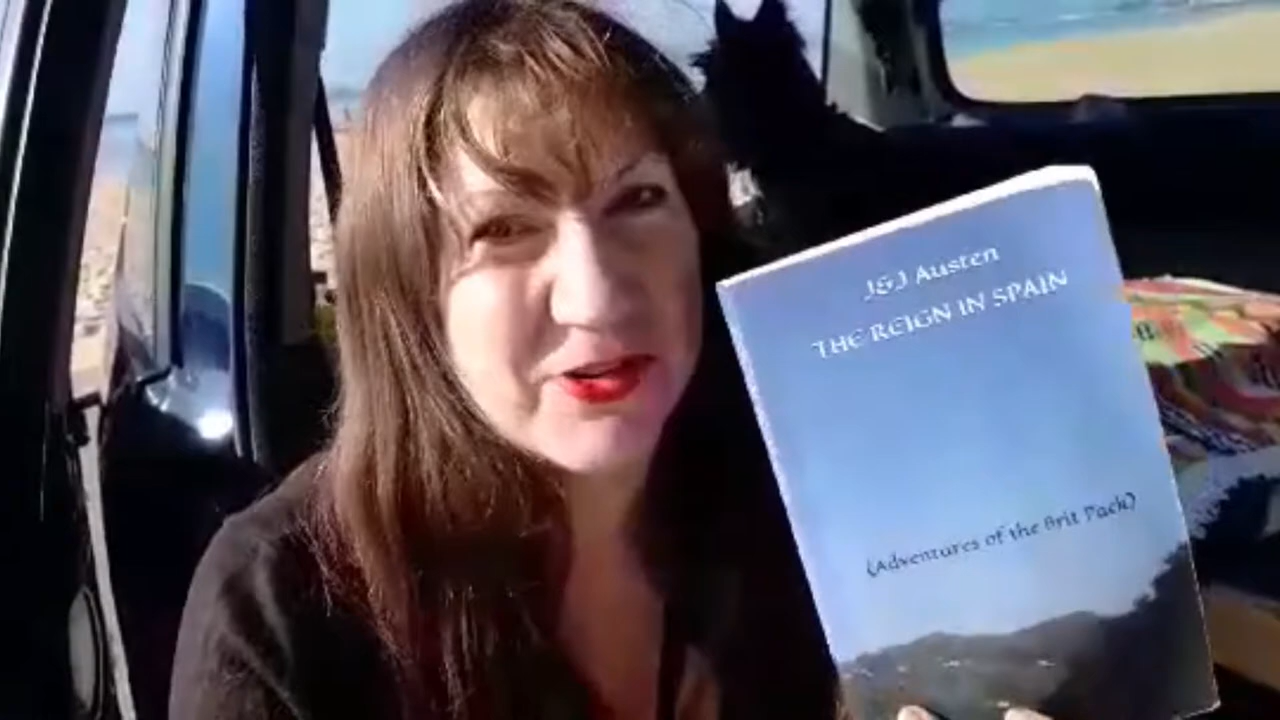 J&J Austen
THE REIGN IN SPAIN
(Adventures of the Brit Pack)